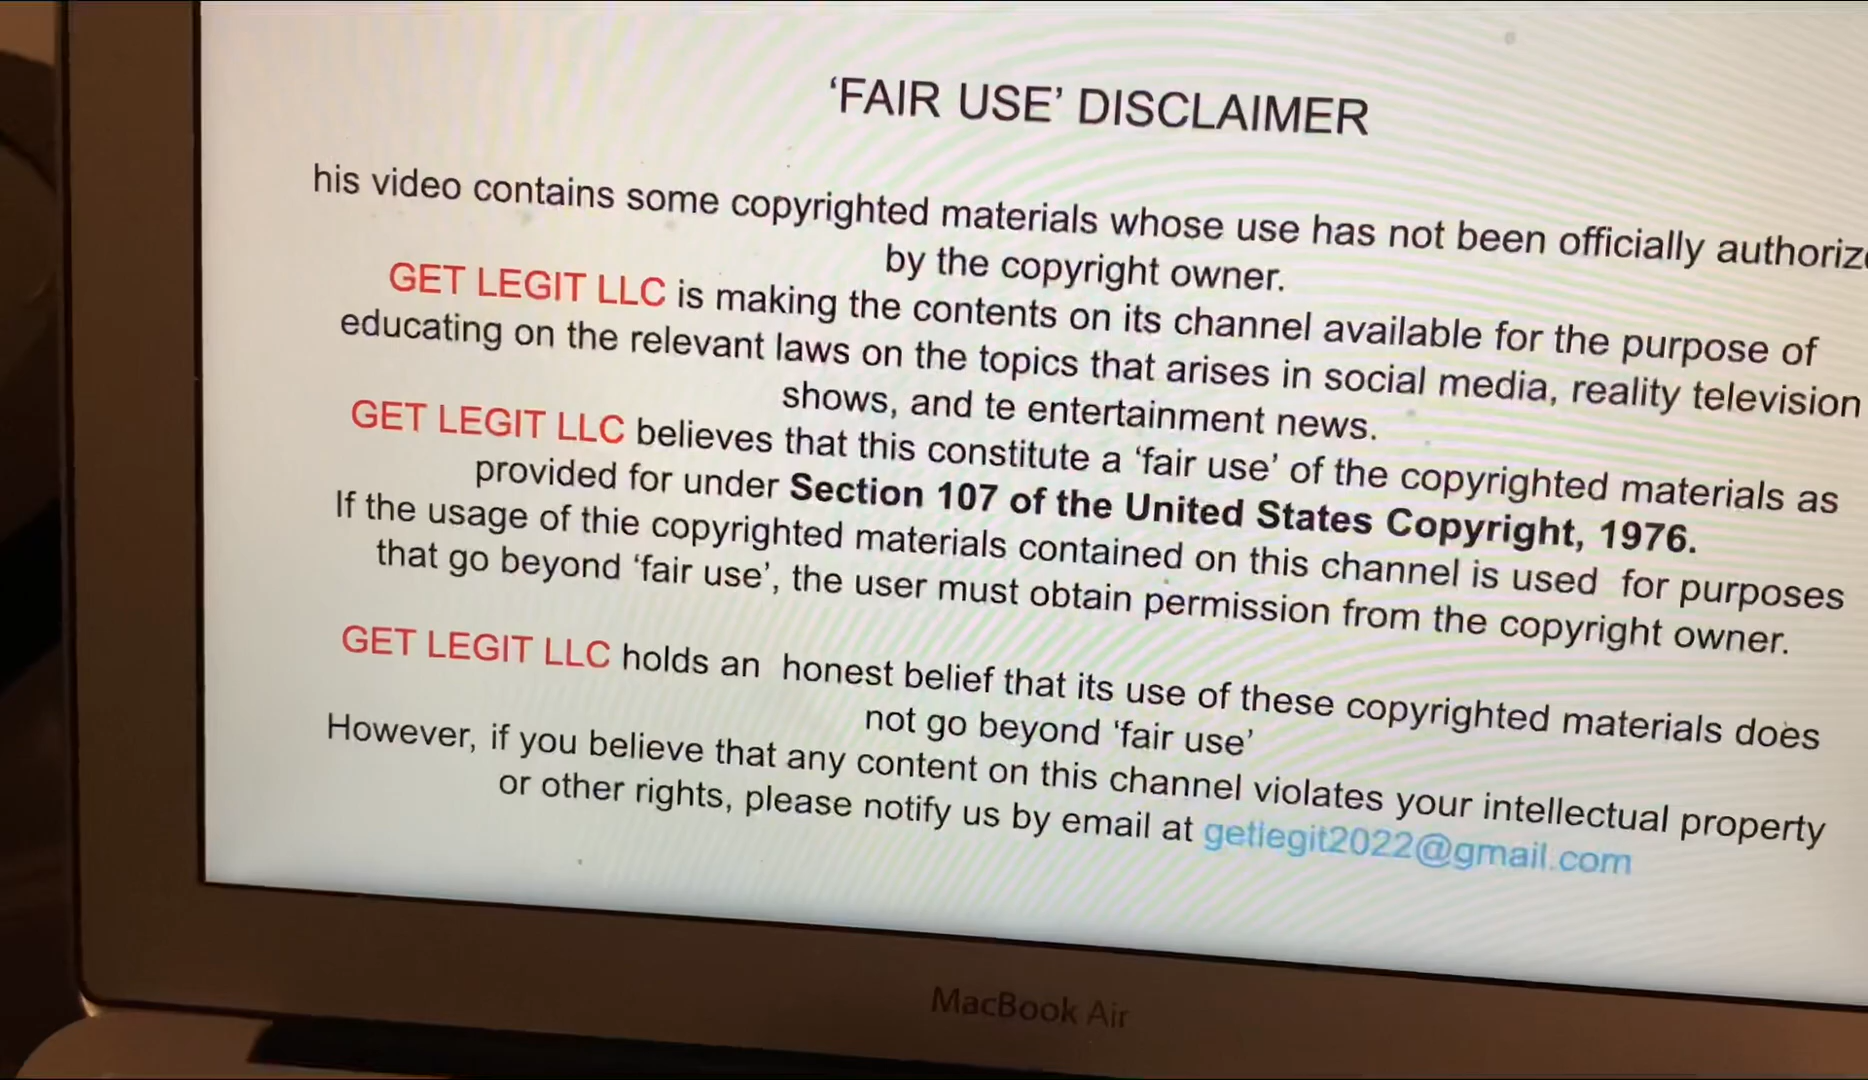 ‘FAIR USE’ DISCLAIMER
his video contains some copyrighted materials whose use has not been officially authorize
by the copyright owner.
GET LEGIT LLC is making the contents on its channel available for the purpose of
educating on the relevant laws on the topics that arises in social media, reality television
shows, and te entertainment news.
GET LEGIT LLC believes that this constitute a ‘fair use’ of the copyrighted materials as
provided for under Section 107 of the United States Copyright, 1976.
If the usage of thie copyrighted materials contained on this channel is used for purposes
that go beyond ‘fair use’, the user must obtain permission from the copyright owner.
GET LEGIT LLC holds an honest belief that its use of these copyrighted materials does
not go beyond ‘fair use’
However, if you believe that any content on this channel violates your intellectual property
or other rights, please notify us by email at getlegit2022@gmail.com
MacBook Air